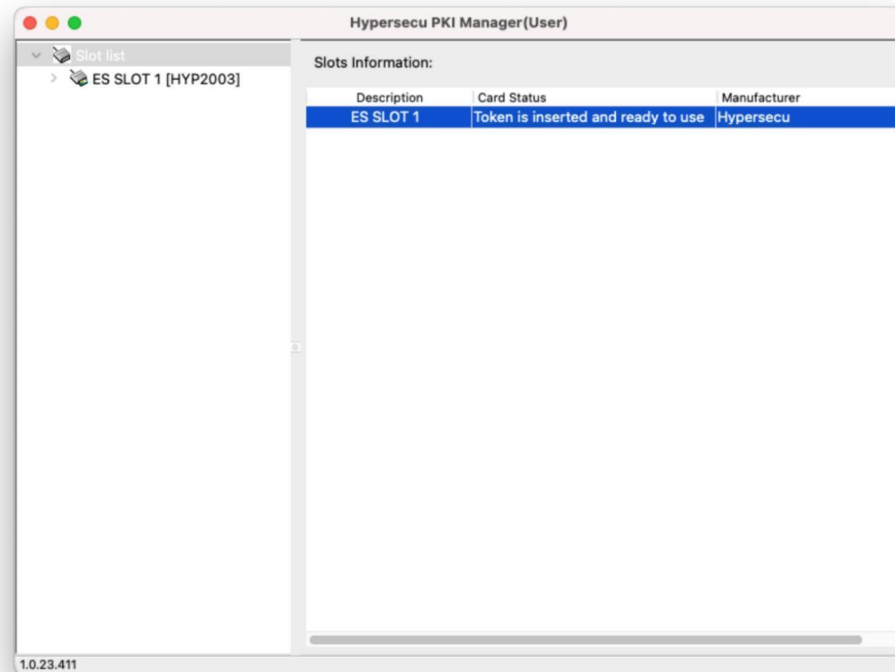 Hypersecu PKI Manager(User)
Slot list
ES SLOT 1 [HYP2003]
Slots Information:
Description Card Status Manufacturer
ES SLOT 1 Token is inserted and ready to use Hypersecu
1.0.23.411